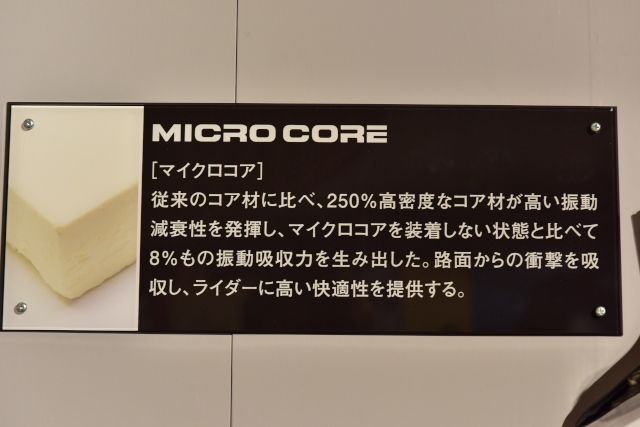 MICRO CORE
[マイクロコア]
従来のコア材に比べ、250%高密度なコア材が高い振動
減衰性を発揮し、マイクロコアを装着しない状態と比べて
8%もの振動吸収力を生み出した。路面からの衝撃を吸
収し、ライダーに高い快適性を提供する。